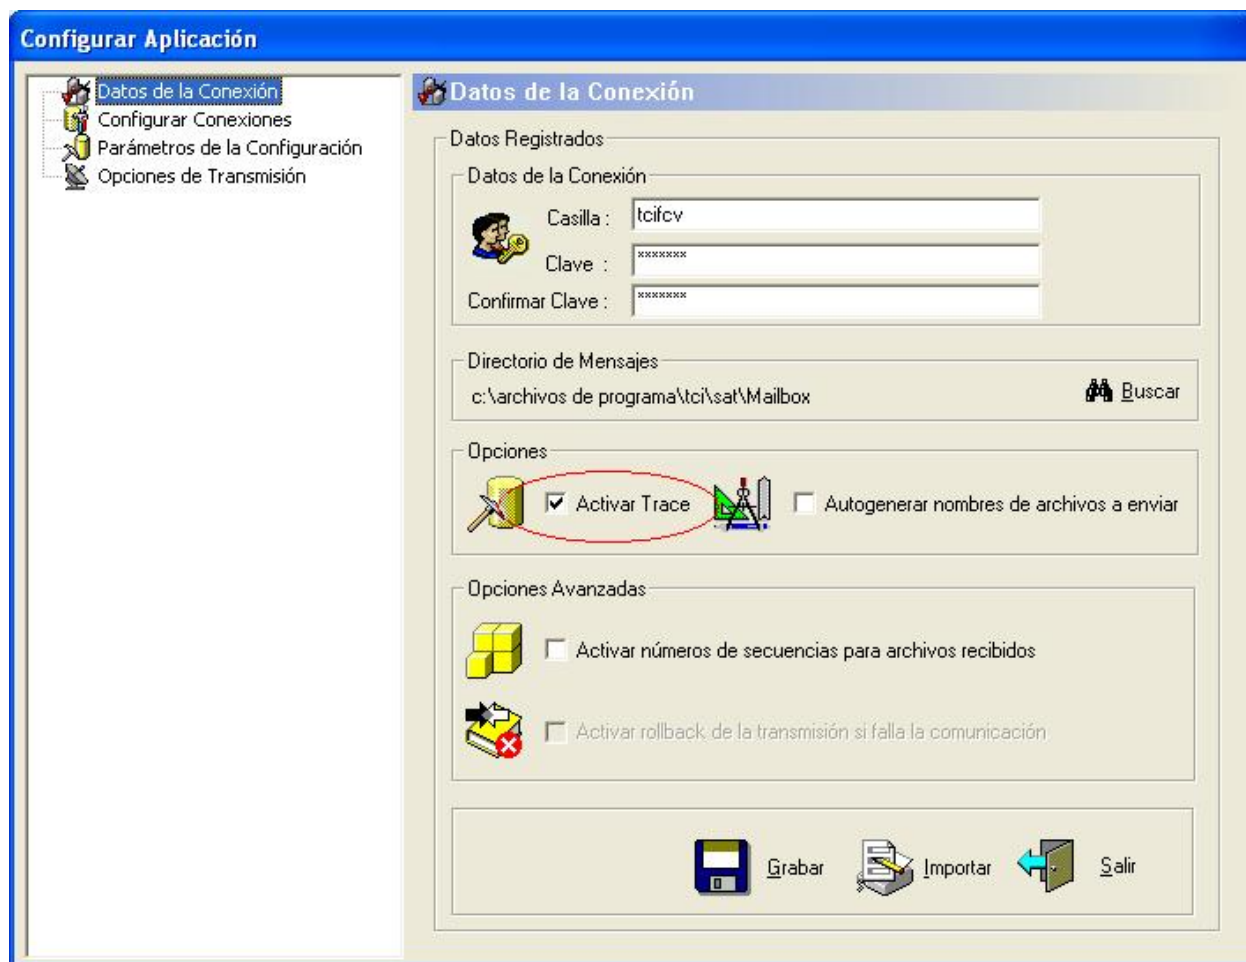 Configurar Aplicación
Datos de la Conexión
Configurar Conexiones
Parámetros de la Configuración
Opciones de Transmisión
Datos de la Conexión
Datos Registrados
Datos de la Conexión
Casilla : tcifcv
Clave : *******
Confirmar Clave : *******
Directorio de Mensajes
c:\archivos de programa\tci\sat\Mailbox Buscar
Opciones
Activar Trace Autogenerar nombres de archivos a enviar
Opciones Avanzadas
Activar números de secuencias para archivos recibidos
Activar rollback de la transmisión si falla la comunicación
Grabar Importar Salir